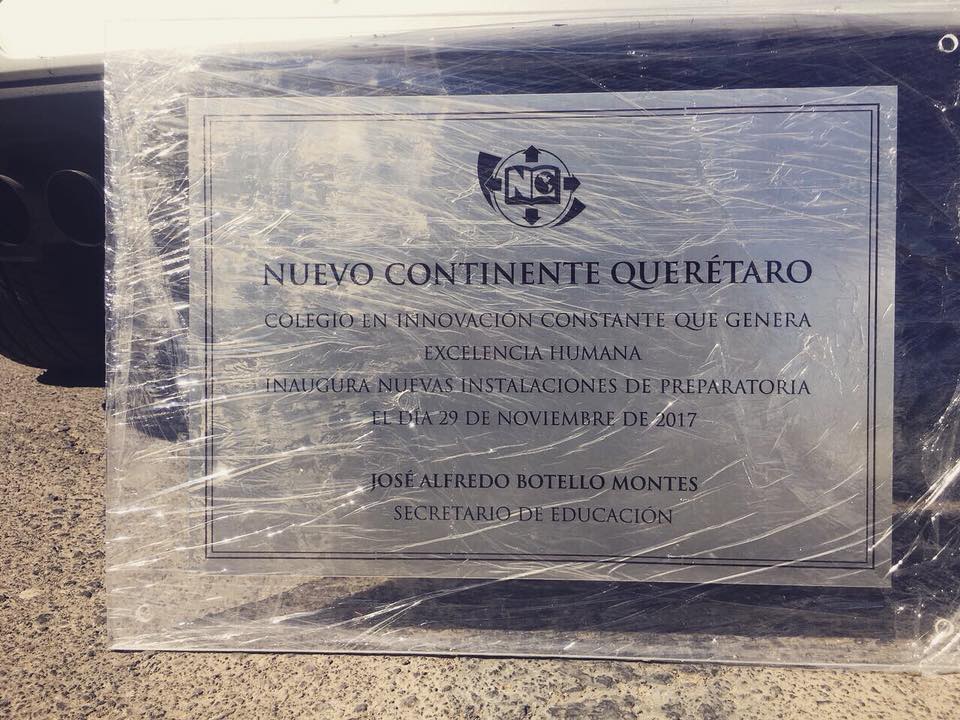 NC
NUEVO CONTINENTE QUERÉTARO
COLEGIO EN INNOVACIÓN CONSTANTE QUE GENERA
EXCELENCIA HUMANA
INAUGURA NUEVAS INSTALACIONES DE PREPARATORIA
EL DÍA 29 DE NOVIEMBRE DE 2017
JOSÉ ALFREDO BOTELLO MONTES
SECRETARIO DE EDUCACIÓN